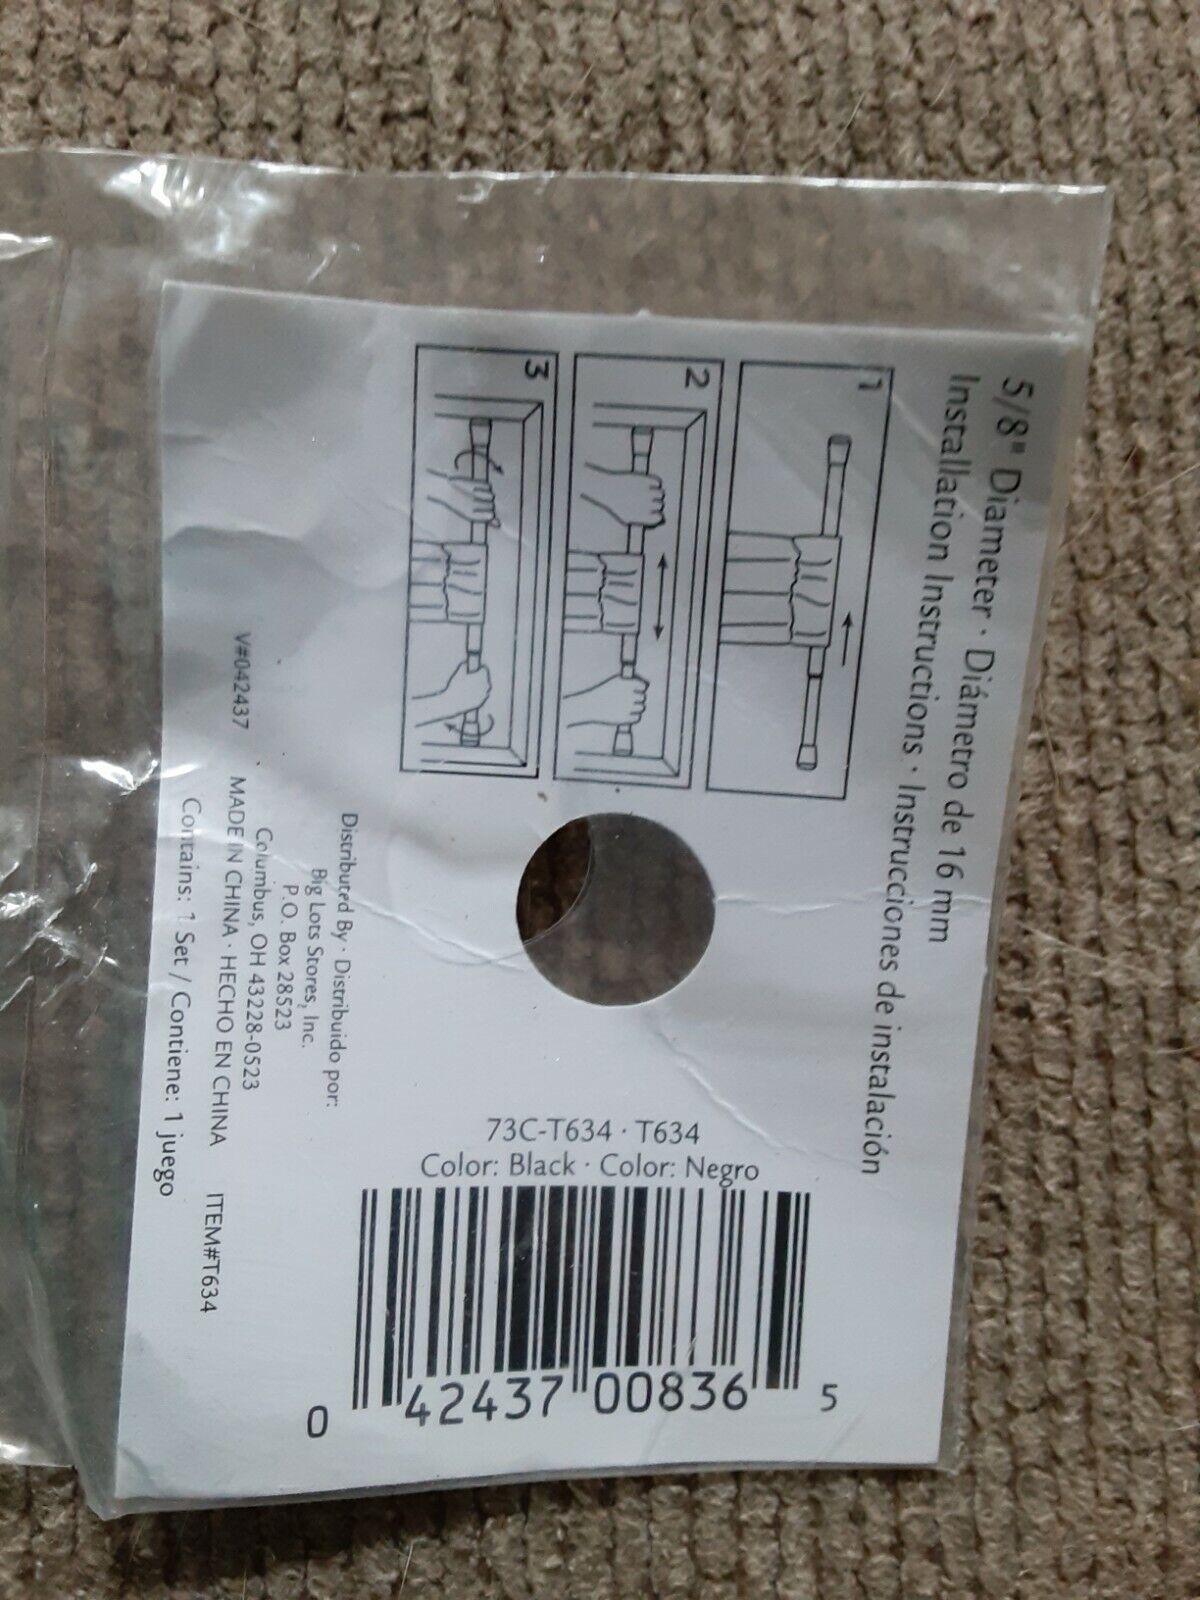 5/8" Diameter · Diámetro de 16 mm
Installation Instructions · Instrucciones de instalación
1
2
3
Distributed By · Distribuido por:
Big Lots Stores, Inc.
P.O. Box 28523
Columbus, OH 43228-0523
V#042437 MADE IN CHINA · HECHO EN CHINA ITEM#T634
Contains: 1 Set / Contiene: 1 juego
73C-T634 · T634
Color: Black · Color: Negro
0 42437 00836 5